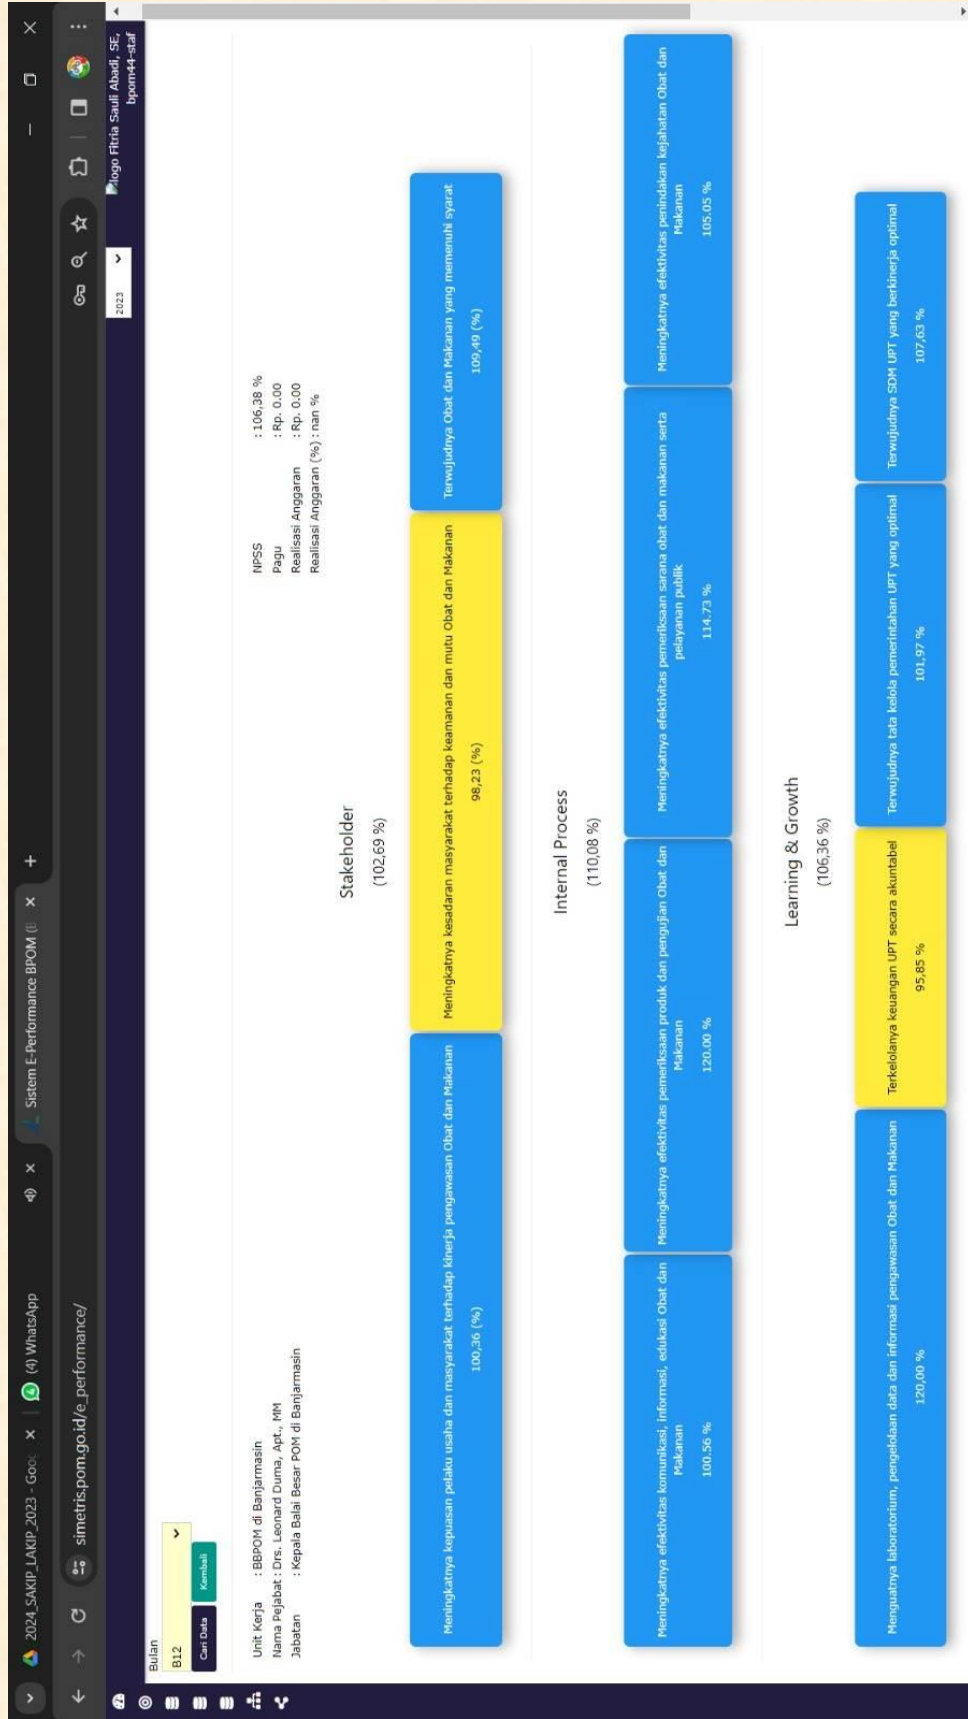 2024_SAKIP_LAKIP_2023 - Goo
(4) WhatsApp
Sistem E-Performance BPOM (B
simetris.pom.go.id/e_performance/
2023
logo Fitria Sauli Abadi, SE,
bpom44-staf
Bulan
B12
Cari Data
Kembali
Unit Kerja : BBPOM di Banjarmasin
Nama Pejabat : Drs. Leonard Duma, Apt., MM
Jabatan : Kepala Balai Besar POM di Banjarmasin
NPSS : 106,38 %
Pagu : Rp. 0.00
Realisasi Anggaran : Rp. 0.00
Realisasi Anggaran (%) : nan %
Stakeholder
(102,69 %)
Meningkatnya kepuasan pelaku usaha dan masyarakat terhadap kinerja pengawasan Obat dan Makanan
100,36 (%)
Meningkatnya kesadaran masyarakat terhadap keamanan dan mutu Obat dan Makanan
98,23 (%)
Terwujudnya Obat dan Makanan yang memenuhi syarat
109,49 (%)
Internal Process
(110,08 %)
Meningkatnya efektivitas komunikasi, informasi, edukasi Obat dan
Makanan
100.56 %
Meningkatnya efektivitas pemeriksaan produk dan pengujian Obat dan
Makanan
120.00 %
Meningkatnya efektivitas pemeriksaan sarana obat dan makanan serta
pelayanan publik
114.73 %
Meningkatnya efektivitas penindakan kejahatan Obat dan
Makanan
105.05 %
Learning & Growth
(106,36 %)
Menguatnya laboratorium, pengelolaan data dan informasi pengawasan Obat dan Makanan
120,00 %
Terkelolanya keuangan UPT secara akuntabel
95,85 %
Terwujudnya tata kelola pemerintahan UPT yang optimal
101,97 %
Terwujudnya SDM UPT yang berkinerja optimal
107,63 %